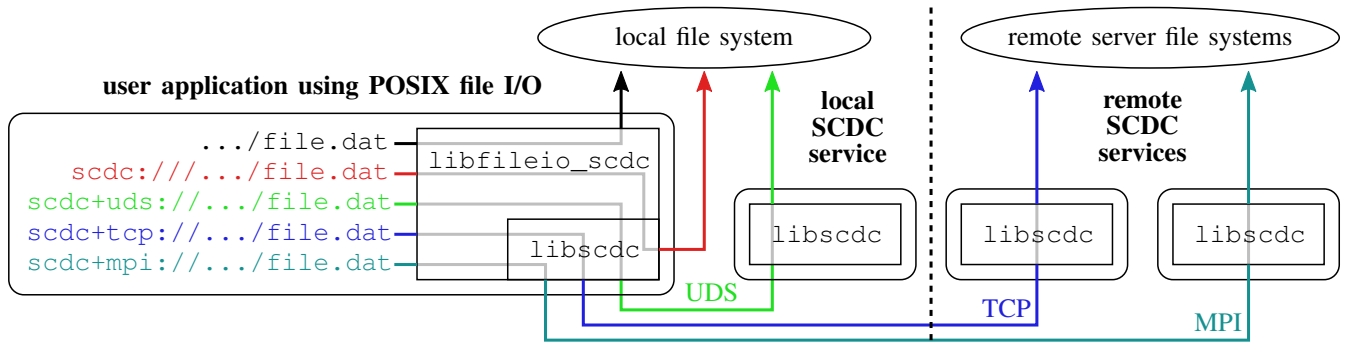 local file system
remote server file systems
user application using POSIX file I/O
local
SCDC
service
remote
SCDC
services
.../file.dat
scdc:///.../file.dat
scdc+uds://.../file.dat
scdc+tcp://.../file.dat
scdc+mpi://.../file.dat
libfileio_scdc
libscdc
libscdc
libscdc
libscdc
UDS
TCP
MPI